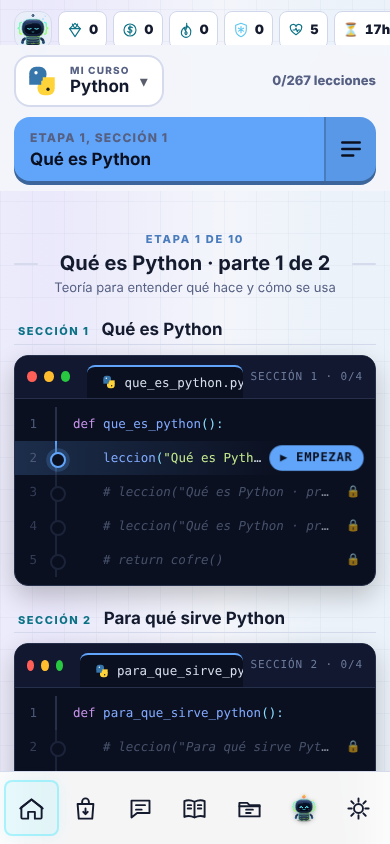 0 0 0 0 5 17h
MI CURSO
Python ▾
0/267 lecciones
ETAPA 1, SECCIÓN 1
Qué es Python
ETAPA 1 DE 10
Qué es Python · parte 1 de 2
Teoría para entender qué hace y cómo se usa
SECCIÓN 1 Qué es Python
que_es_python.py SECCIÓN 1 · 0/4
1 def que_es_python():
2 leccion("Qué es Pyth… ▶ EMPEZAR
3 # leccion("Qué es Python · pr…
4 # leccion("Qué es Python · pr…
5 # return cofre()
SECCIÓN 2 Para qué sirve Python
para_que_sirve_py SECCIÓN 2 · 0/4
1 def para_que_sirve_python():
2 # leccion("Para qué sirve Pyt…